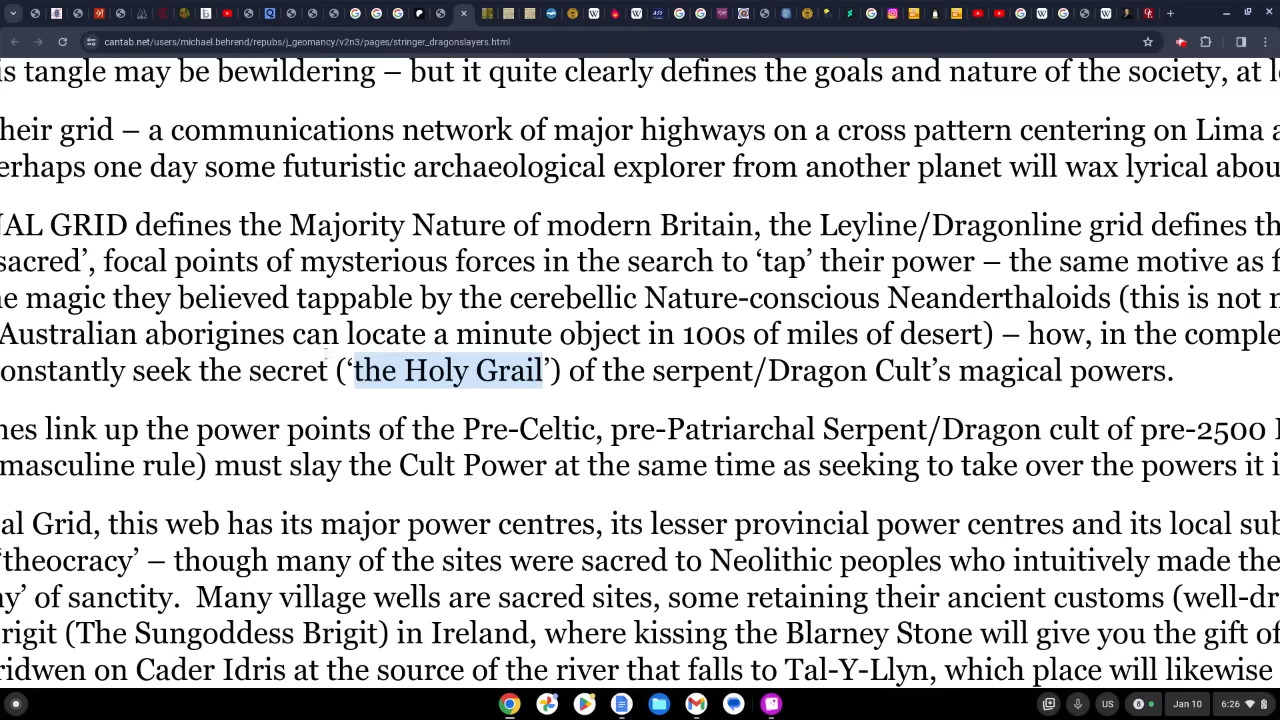 cantab.net/users/michael.behrend/repubs/j_geomancy/v2n3/pages/stringer_dragonslayers.html
is tangle may be bewildering – but it quite clearly defines the goals and nature of the society, at l
heir grid – a communications network of major highways on a cross pattern centering on Lima a
erhaps one day some futuristic archaeological explorer from another planet will wax lyrical abou
NAL GRID defines the Majority Nature of modern Britain, the Leyline/Dragonline grid defines th
sacred’, focal points of mysterious forces in the search to ‘tap’ their power – the same motive as f
he magic they believed tappable by the cerebellic Nature-conscious Neanderthaloids (this is not n
Australian aborigines can locate a minute object in 100s of miles of desert) – how, in the comple
onstantly seek the secret (‘the Holy Grail’) of the serpent/Dragon Cult’s magical powers.
nes link up the power points of the Pre-Celtic, pre-Patriarchal Serpent/Dragon cult of pre-2500
masculine rule) must slay the Cult Power at the same time as seeking to take over the powers it i
al Grid, this web has its major power centres, its lesser provincial power centres and its local sub
‘theocracy’ – though many of the sites were sacred to Neolithic peoples who intuitively made the
ny’ of sanctity. Many village wells are sacred sites, some retaining their ancient customs (well-dr
rigit (The Sungoddess Brigit) in Ireland, where kissing the Blarney Stone will give you the gift of
ridwen on Cader Idris at the source of the river that falls to Tal-Y-Llyn, which place will likewise
US 8 Jan 10 6:26